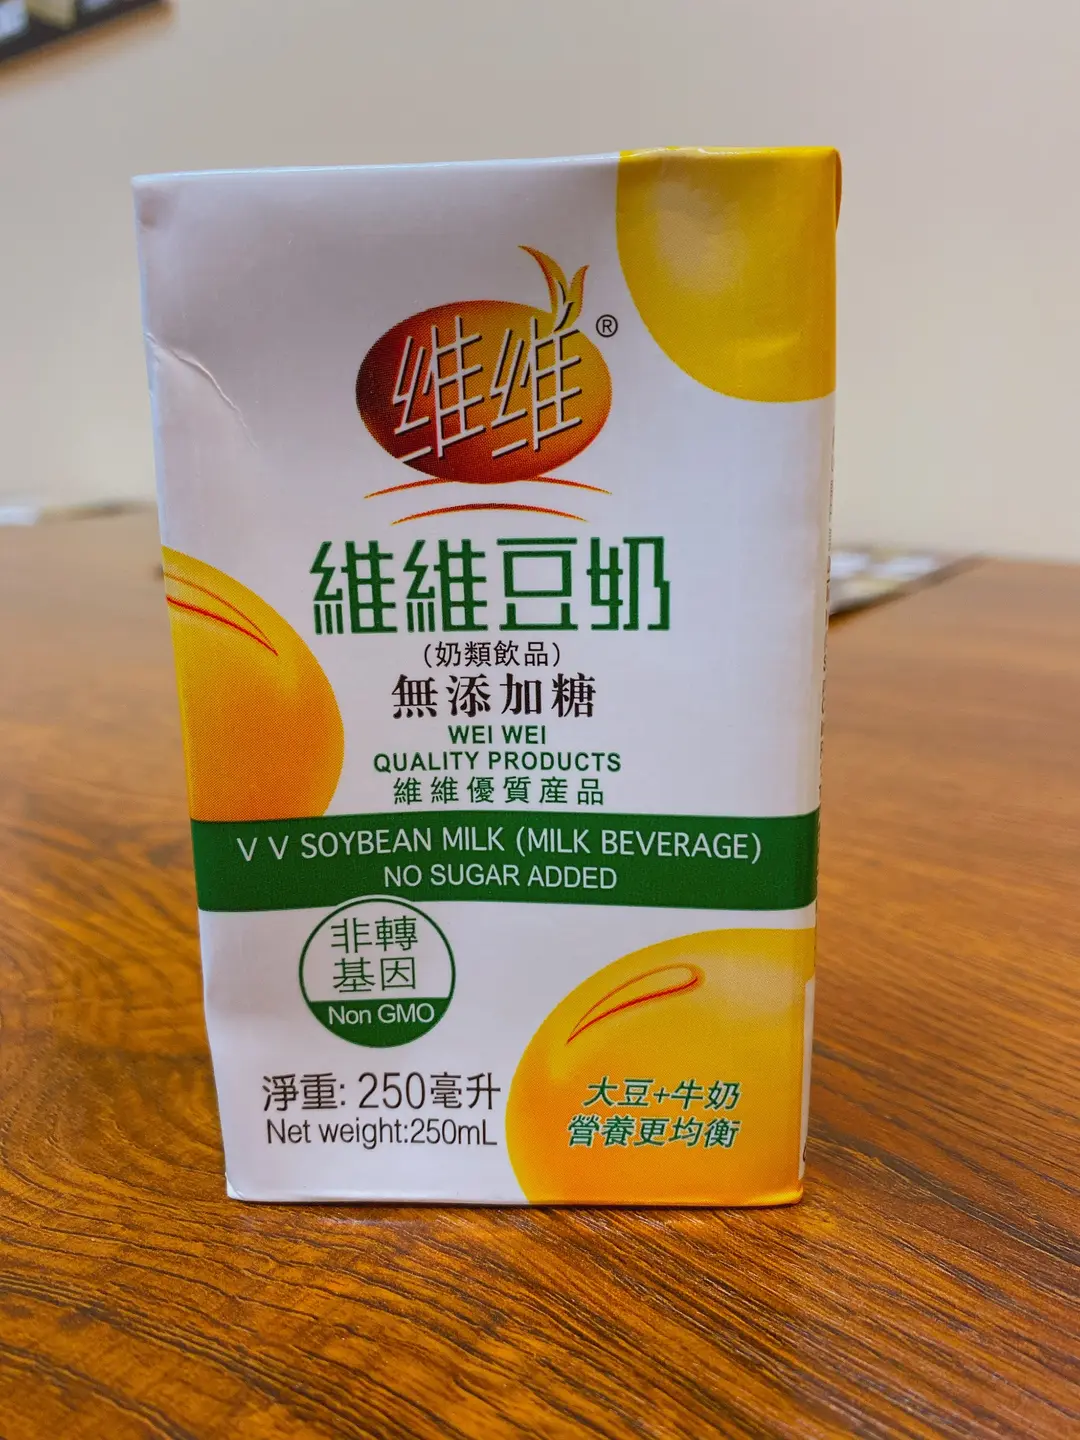 维维®
維維豆奶
(奶類飲品)
無添加糖
WEI WEI
QUALITY PRODUCTS
維維優質産品
V V SOYBEAN MILK (MILK BEVERAGE)
NO SUGAR ADDED
非轉
基因
Non GMO
淨重: 250毫升
Net weight:250mL
大豆+牛奶
營養更均衡